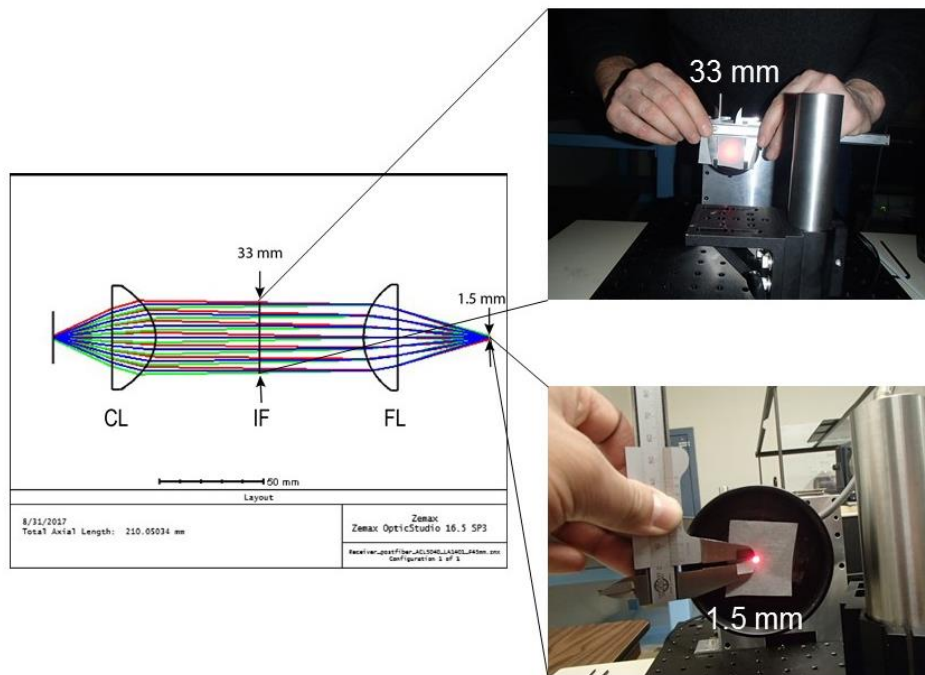 33 mm
33 mm
1.5 mm
CL
IF
FL
60 mm
Layout
8/31/2017
Total Axial Length: 210.05034 mm
Zemax
Zemax OpticStudio 16.5 SP3
Configuration 1 of 1
1.5 mm